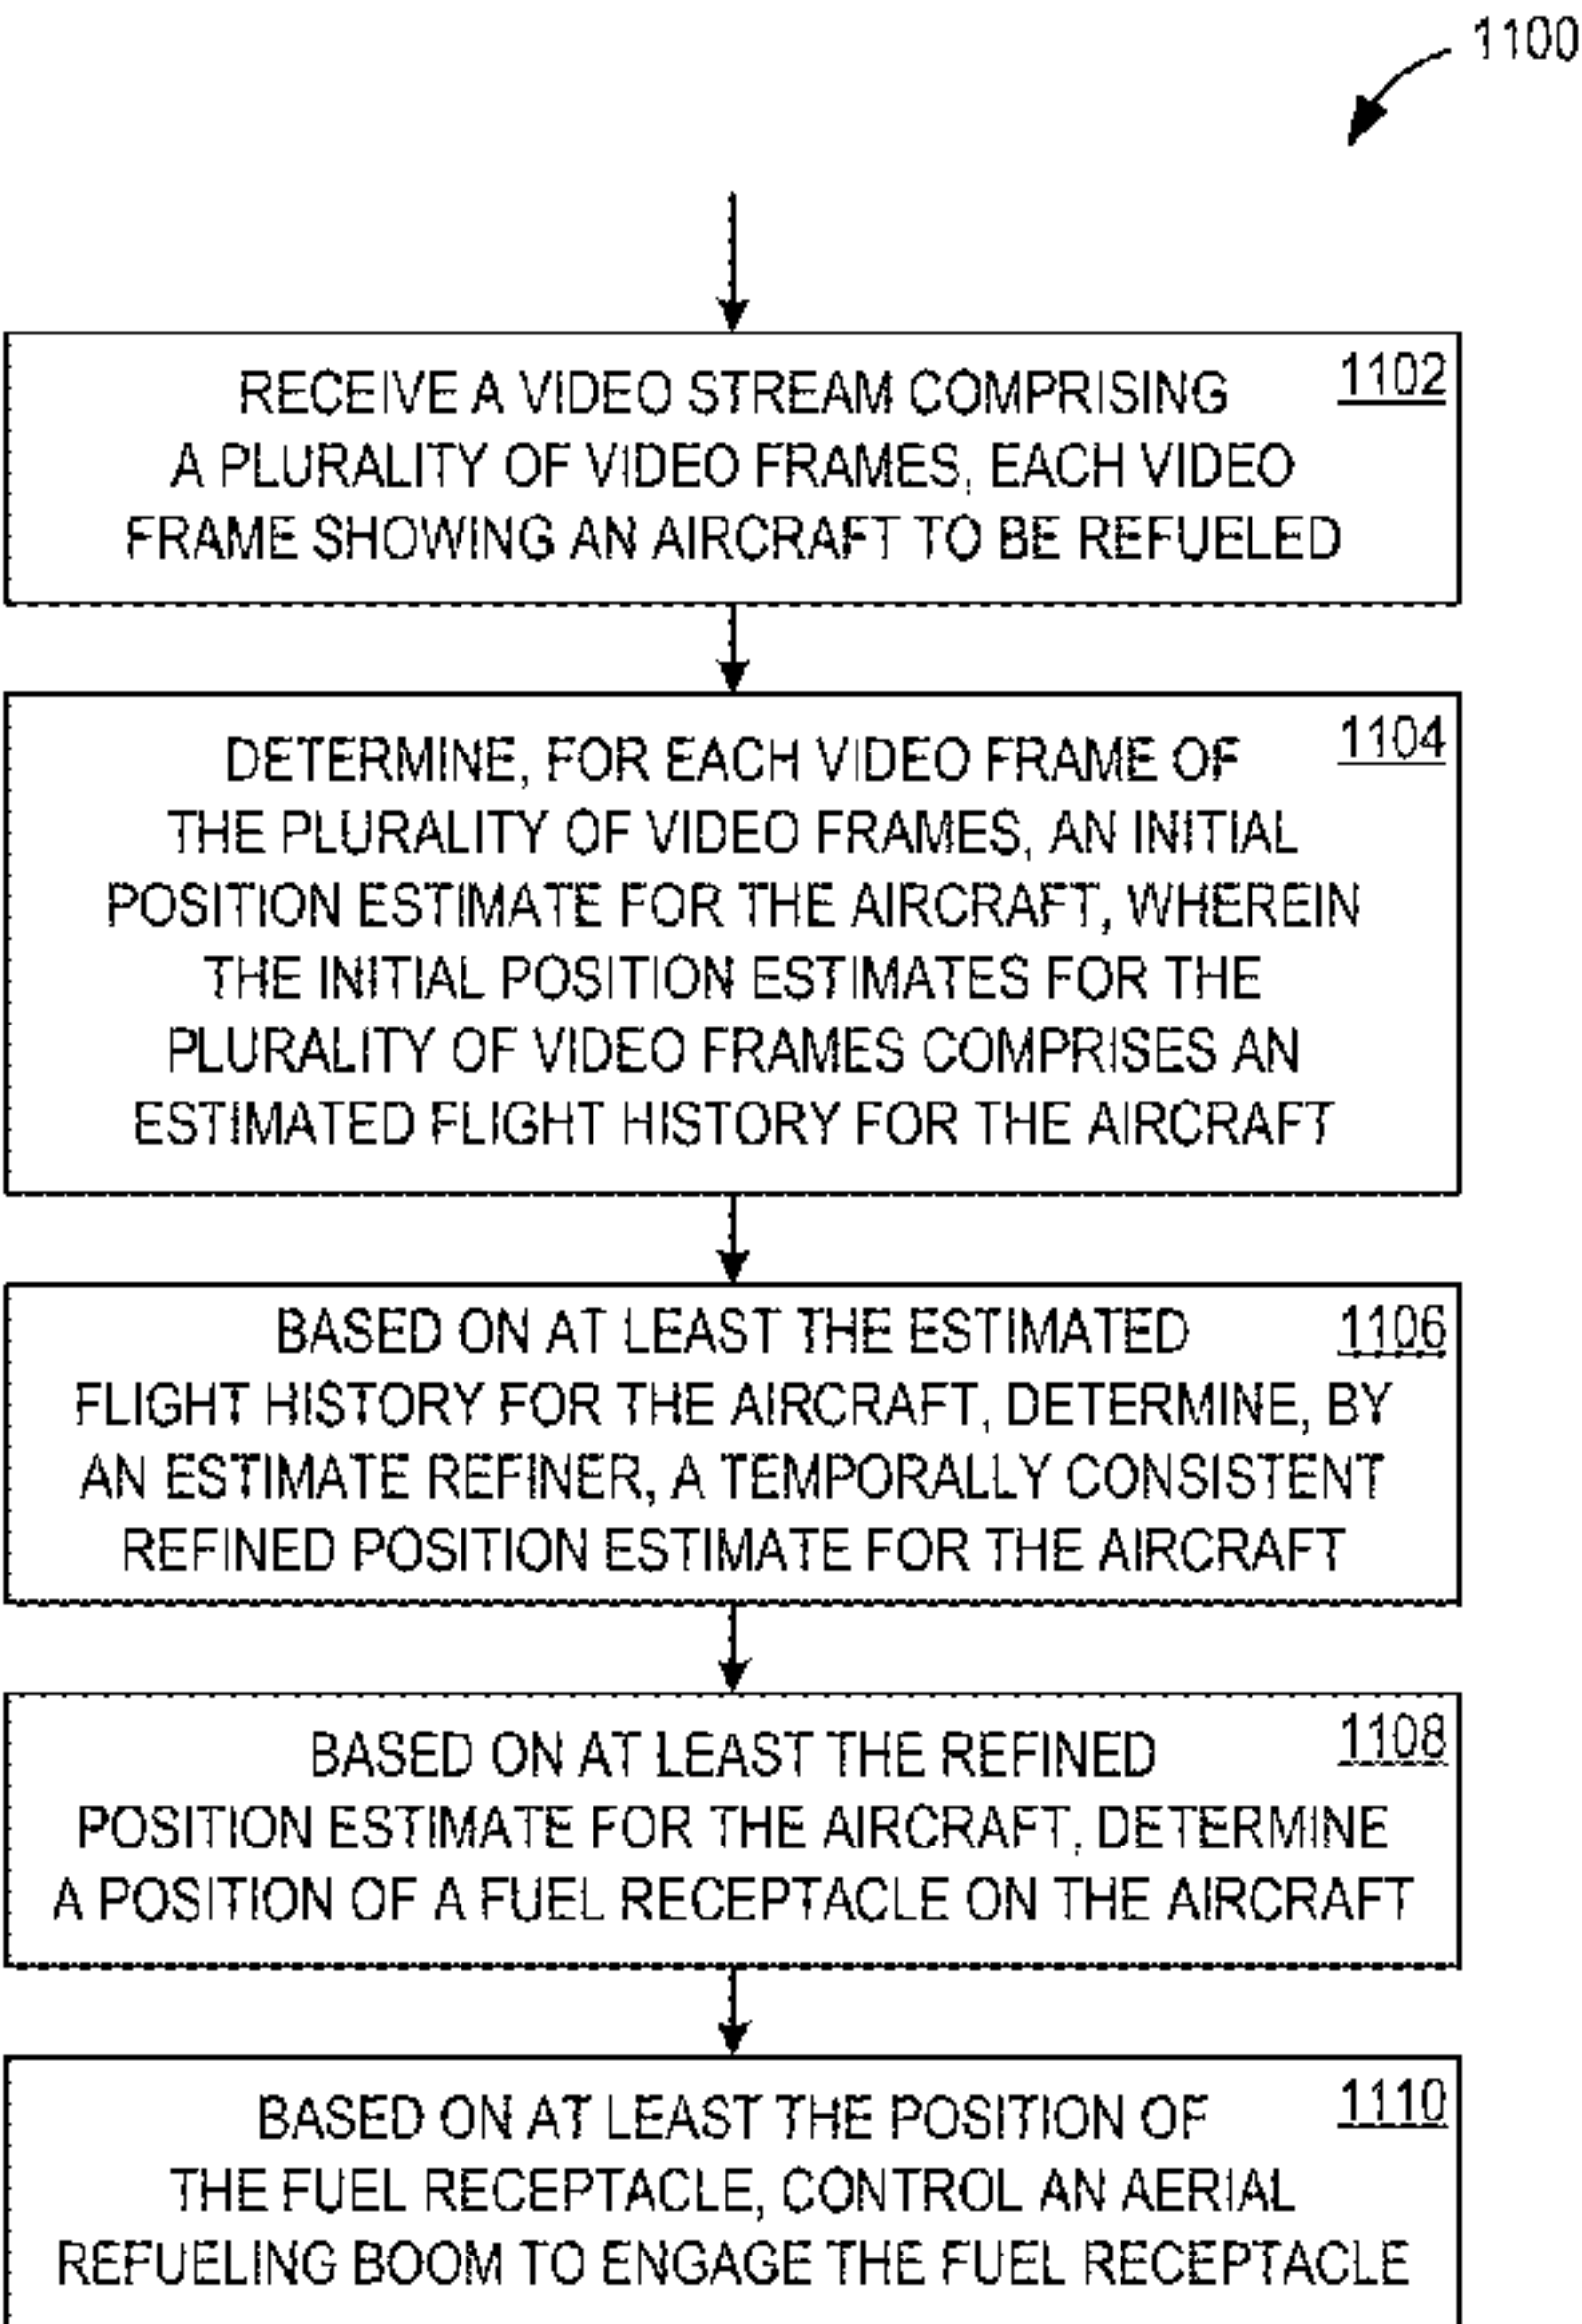 1100
1102
RECEIVE A VIDEO STREAM COMPRISING
A PLURALITY OF VIDEO FRAMES, EACH VIDEO
FRAME SHOWING AN AIRCRAFT TO BE REFUELED
1104
DETERMINE, FOR EACH VIDEO FRAME OF
THE PLURALITY OF VIDEO FRAMES, AN INITIAL
POSITION ESTIMATE FOR THE AIRCRAFT, WHEREIN
THE INITIAL POSITION ESTIMATES FOR THE
PLURALITY OF VIDEO FRAMES COMPRISES AN
ESTIMATED FLIGHT HISTORY FOR THE AIRCRAFT
1106
BASED ON AT LEAST THE ESTIMATED
FLIGHT HISTORY FOR THE AIRCRAFT, DETERMINE, BY
AN ESTIMATE REFINER, A TEMPORALLY CONSISTENT
REFINED POSITION ESTIMATE FOR THE AIRCRAFT
1108
BASED ON AT LEAST THE REFINED
POSITION ESTIMATE FOR THE AIRCRAFT, DETERMINE
A POSITION OF A FUEL RECEPTACLE ON THE AIRCRAFT
1110
BASED ON AT LEAST THE POSITION OF
THE FUEL RECEPTACLE, CONTROL AN AERIAL
REFUELING BOOM TO ENGAGE THE FUEL RECEPTACLE